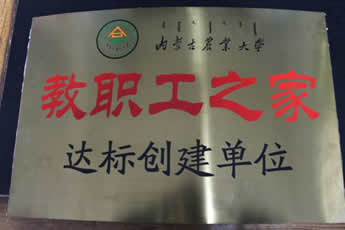 内蒙古农业大学
教职工之家
达标创建单位